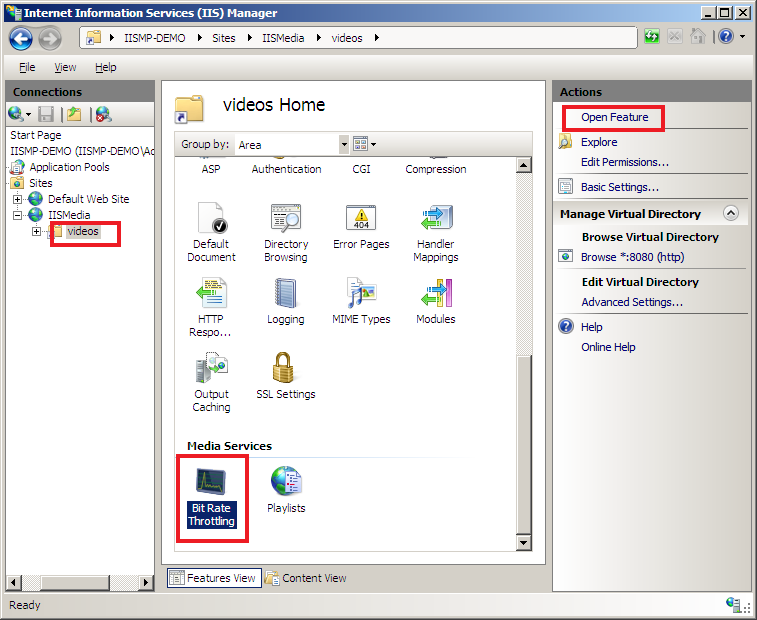 Internet Information Services (IIS) Manager
IISMP-DEMO Sites IISMedia videos
File View Help
Connections
Start Page
IISMP-DEMO (IISMP-DEMO\Ad
Application Pools
Sites
Default Web Site
IISMedia
videos
videos Home
Group by: Area
ASP Authentication CGI Compression
Default Document
Directory Browsing
Error Pages
404
Handler Mappings
HTTP Respo...
Logging
MIME Types
Modules
Output Caching
SSL Settings
Media Services
Bit Rate Throttling
Playlists
Features View Content View
Actions
Open Feature
Explore
Edit Permissions...
Basic Settings...
Manage Virtual Directory
Browse Virtual Directory
Browse *:8080 (http)
Edit Virtual Directory
Advanced Settings...
Help
Online Help
Ready